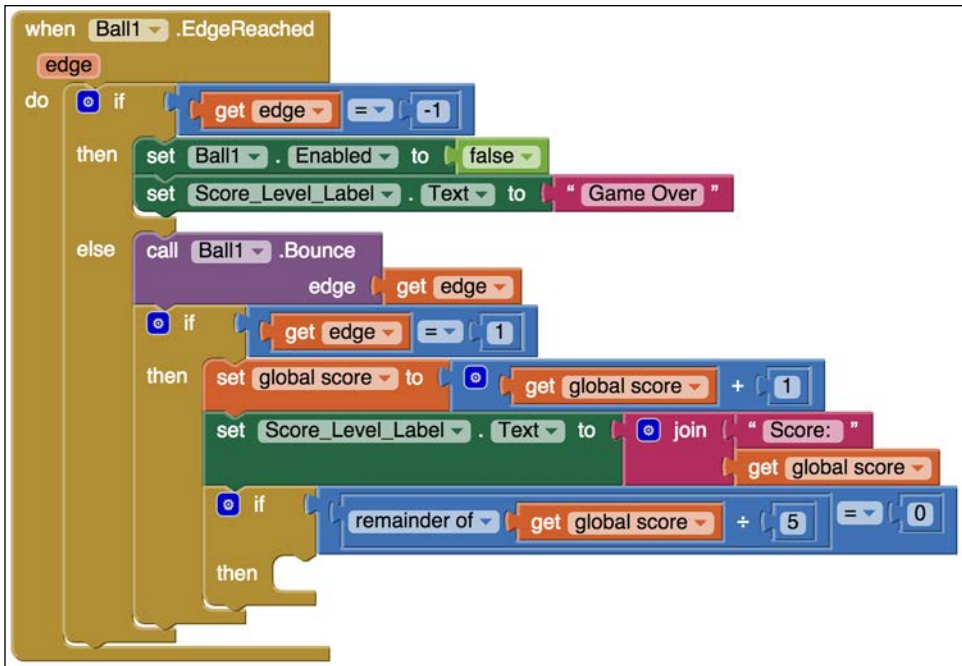 when Ball1 .EdgeReached
edge
do if get edge = -1
then set Ball1 . Enabled to false
set Score_Level_Label . Text to " Game Over "
else call Ball1 .Bounce
edge get edge
if get edge = 1
then set global score to get global score + 1
set Score_Level_Label . Text to join " Score: "
get global score
if remainder of get global score ÷ 5 = 0
then